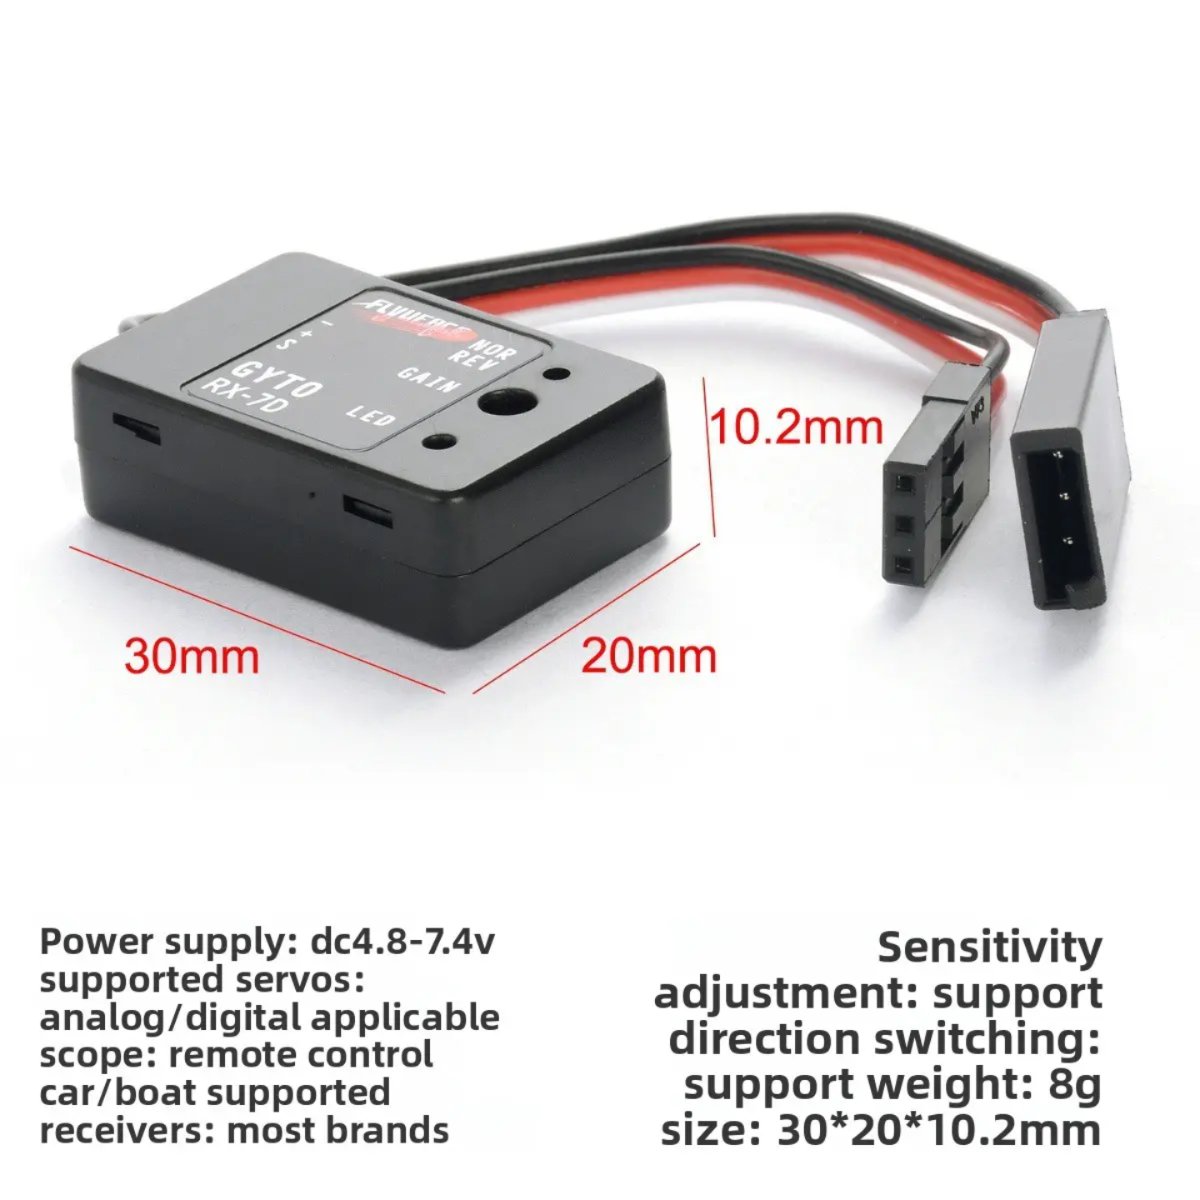 FLYWEACE
- + S
NOR
REV
GAIN
GYTO
RX-7D
LED
10.2mm
30mm
20mm
Power supply: dc4.8-7.4v
supported servos:
analog/digital applicable
scope: remote control
car/boat supported
receivers: most brands
Sensitivity
adjustment: support
direction switching:
support weight: 8g
size: 30*20*10.2mm